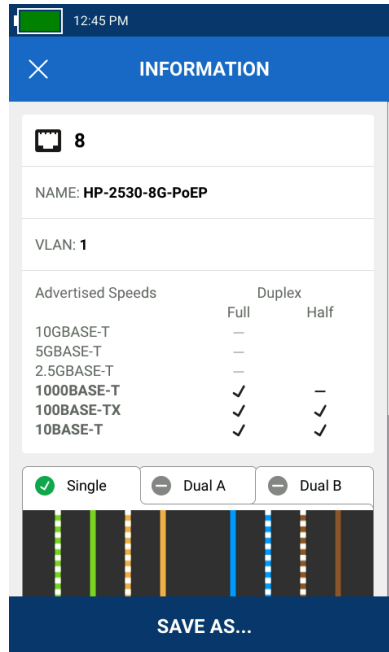 12:45 PM
INFORMATION
8
NAME: HP-2530-8G-PoEP
VLAN: 1
Advertised Speeds Duplex
Full Half
10GBASE-T —
5GBASE-T —
2.5GBASE-T —
1000BASE-T ✓ —
100BASE-TX ✓ ✓
10BASE-T ✓ ✓
Single Dual A Dual B
SAVE AS...